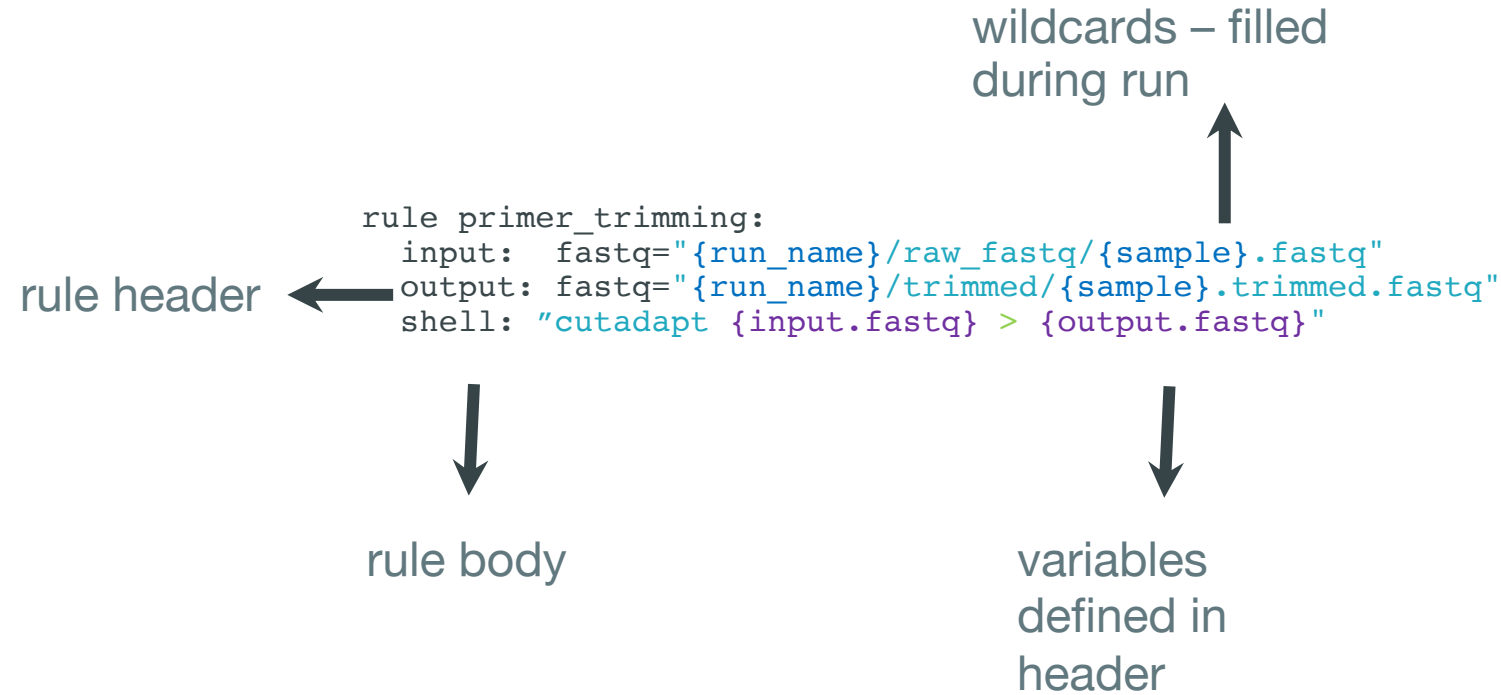 wildcards – filled
during run
rule primer_trimming:
  input:  fastq="{run_name}/raw_fastq/{sample}.fastq"
rule header
  output: fastq="{run_name}/trimmed/{sample}.trimmed.fastq"
  shell: ”cutadapt {input.fastq} > {output.fastq}"
rule body
variables
defined in
header